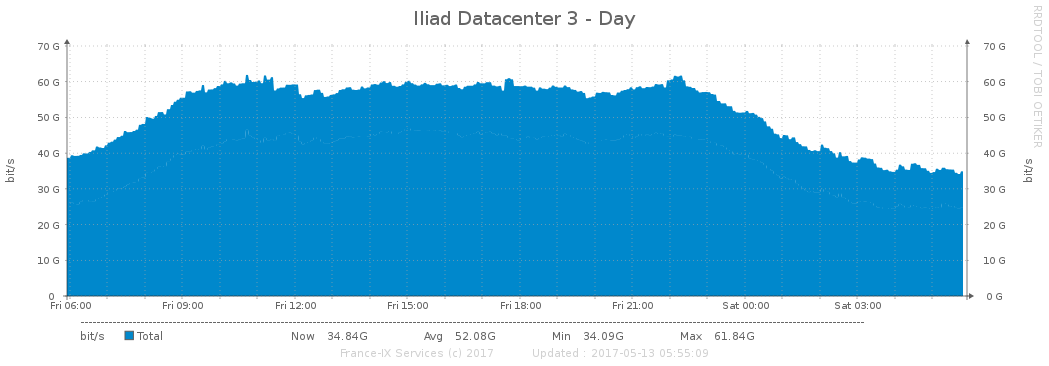 Iliad Datacenter 3 - Day
RRDTOOL / TOBI OETIKER
bit/s
70 G 70 G
60 G 60 G
50 G 50 G
40 G 40 G
30 G 30 G
20 G 20 G
10 G 10 G
0 0 G
bit/s
Fri 06:00 Fri 09:00 Fri 12:00 Fri 15:00 Fri 18:00 Fri 21:00 Sat 00:00 Sat 03:00
bit/s Total Now 34.84G Avg 52.08G Min 34.09G Max 61.84G
France-IX Services (c) 2017 Updated : 2017-05-13 05:55:09